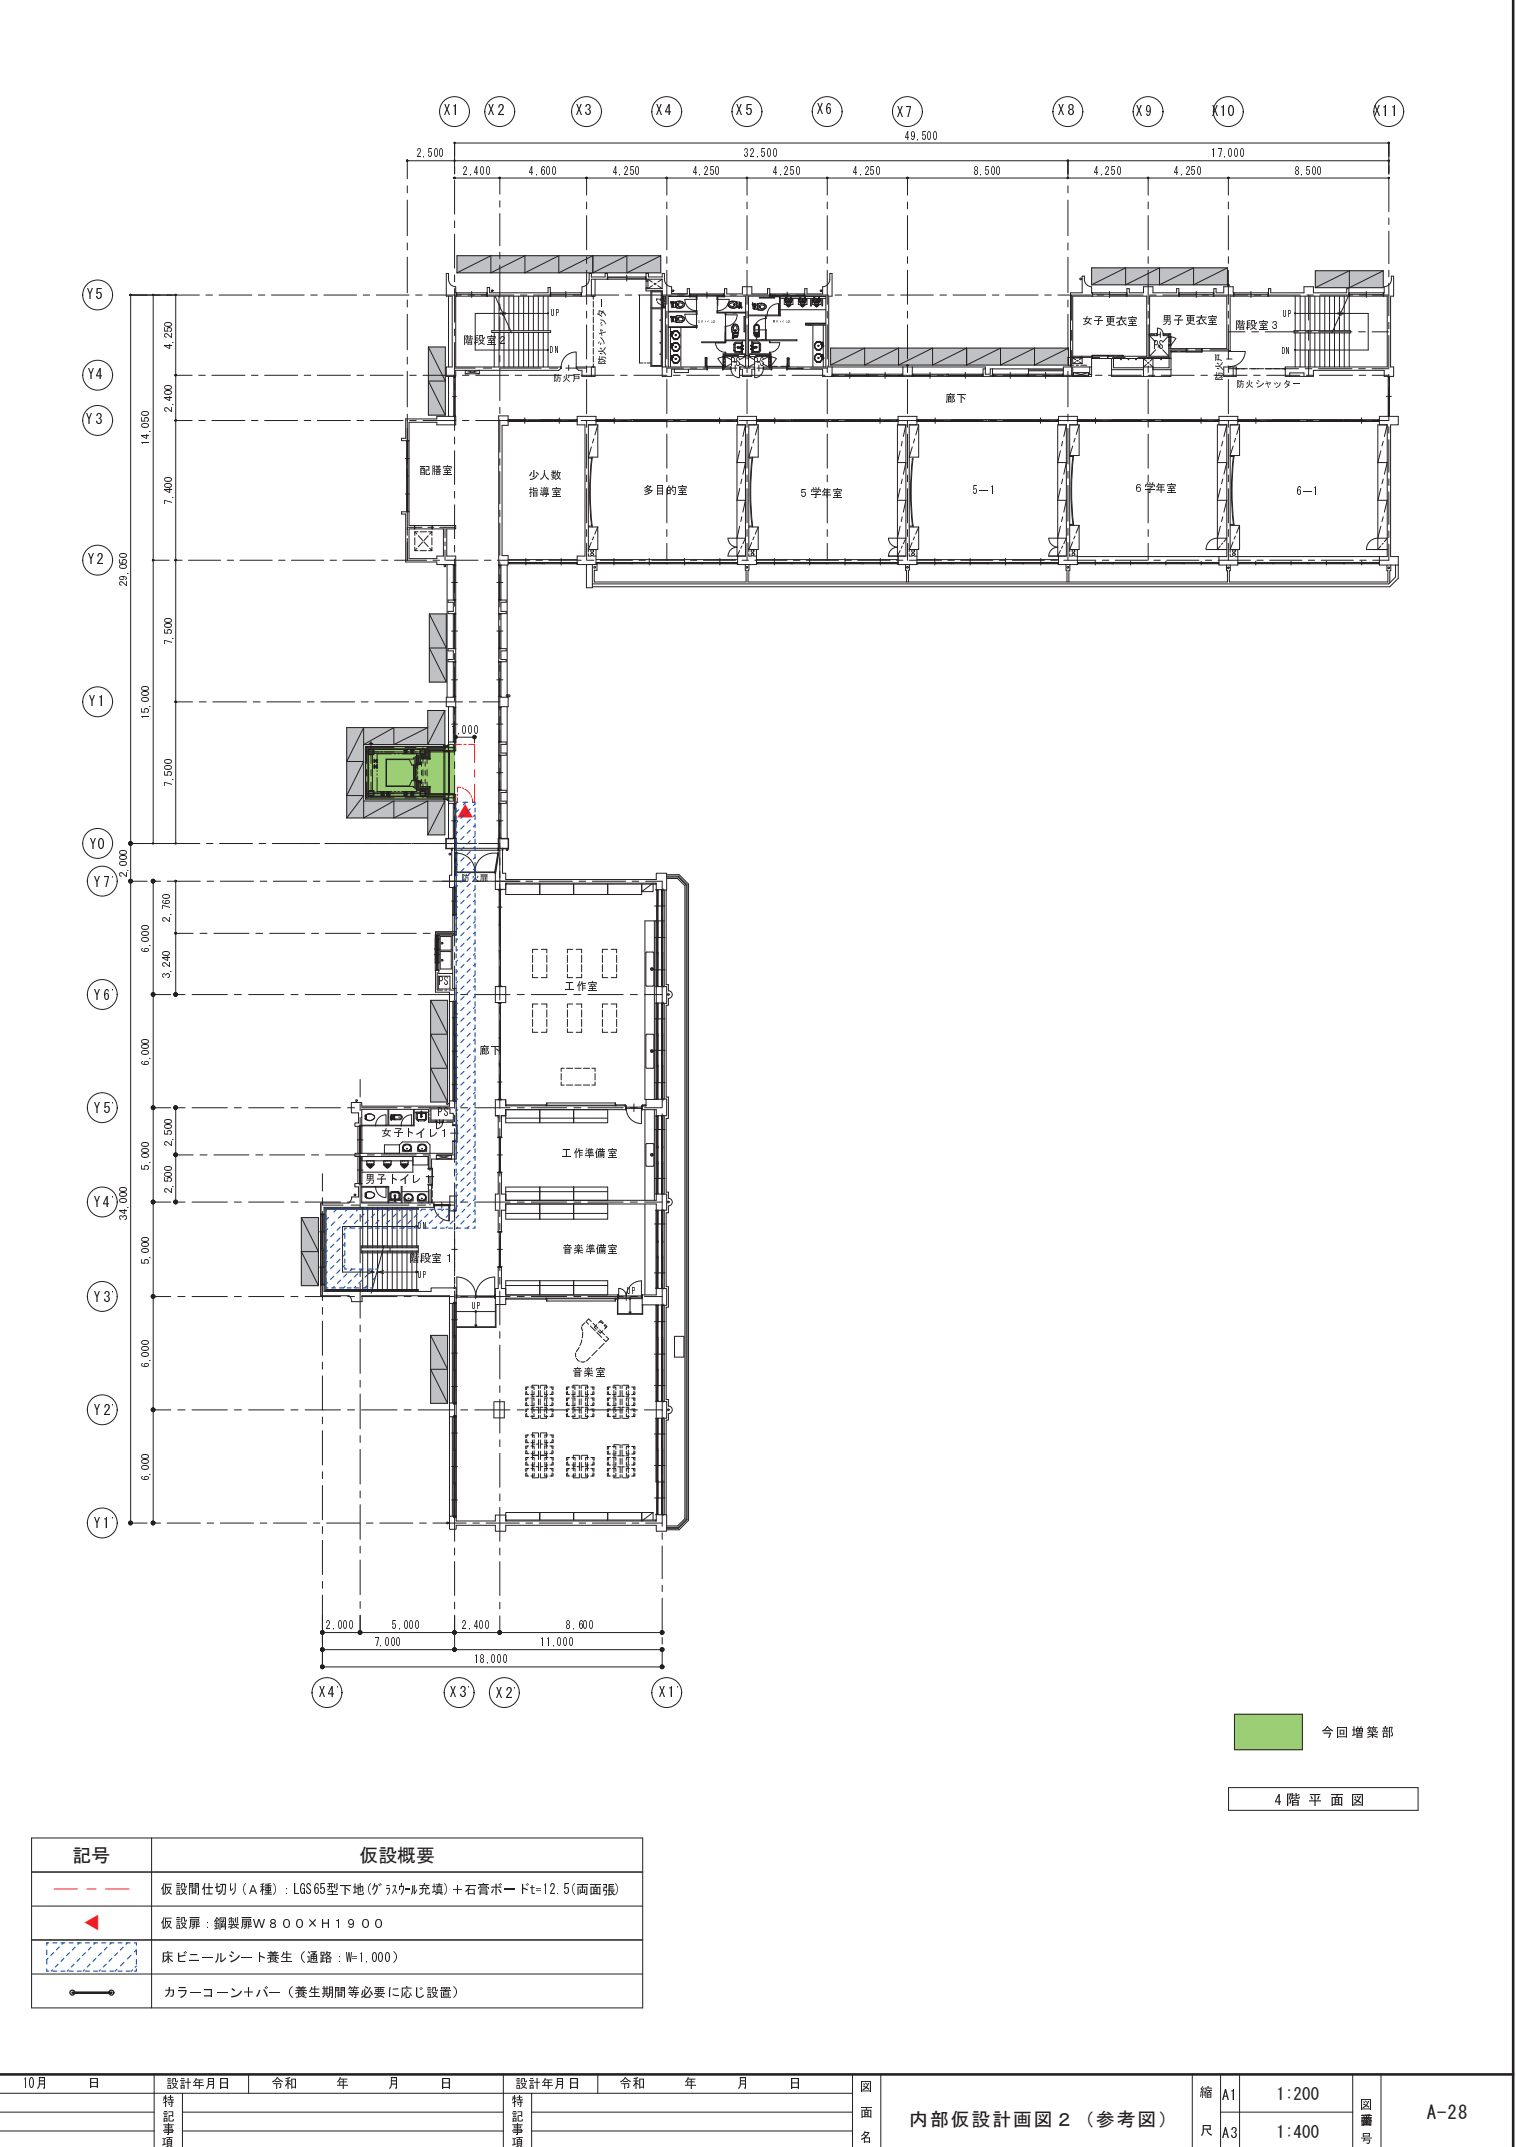 X1 X2 X3 X4 X5 X6 X7 X8 X9 X10 X11
49,500
2,500 32,500 17,000
2,400 4,600 4,250 4,250 4,250 4,250 8,500 4,250 4,250 8,500
Y5
Y4
Y3
Y2
Y1
Y0
Y7'
Y6'
Y5'
Y4'
Y3'
Y2'
Y1'
4,250
2,400
14,050
7,400
29,050
7,500
15,000
7,500
2,000
2,760
6,000
3,240
6,000
2,500
5,000
2,500
34,000
5,000
6,000
6,000
階段室2
UP
DN
防火シャッター
防火戸
女子更衣室
男子更衣室
PS
階段室3
UP
DN
防火戸
防火シャッター
廊下
配膳室
少人数
指導室
多目的室
5学年室
5―1
6学年室
6―1
防火扉
PS
工作室
廊下
PS
女子トイレ1
男子トイレ1
工作準備室
DN
階段室1
UP
音楽準備室
UP
UP
音楽室
2,000 5,000 2,400 8,600
7,000 11,000
18,000
X4' X3' X2' X1'
今回増築部
4階平面図
記号 仮設概要
仮設間仕切り(A種):LGS65型下地(グラスウール充填)+石膏ボードt=12.5(両面張)
仮設扉:鋼製扉W800×H1900
床ビニールシート養生(通路:W=1,000)
カラーコーン+バー(養生期間等必要に応じ設置)
10月 日 設計年月日 令和 年 月 日 設計年月日 令和 年 月 日
特記事項
特記事項
図面名
内部仮設計画図2(参考図)
縮尺
A1 1:200
A3 1:400
図面番号
A-28